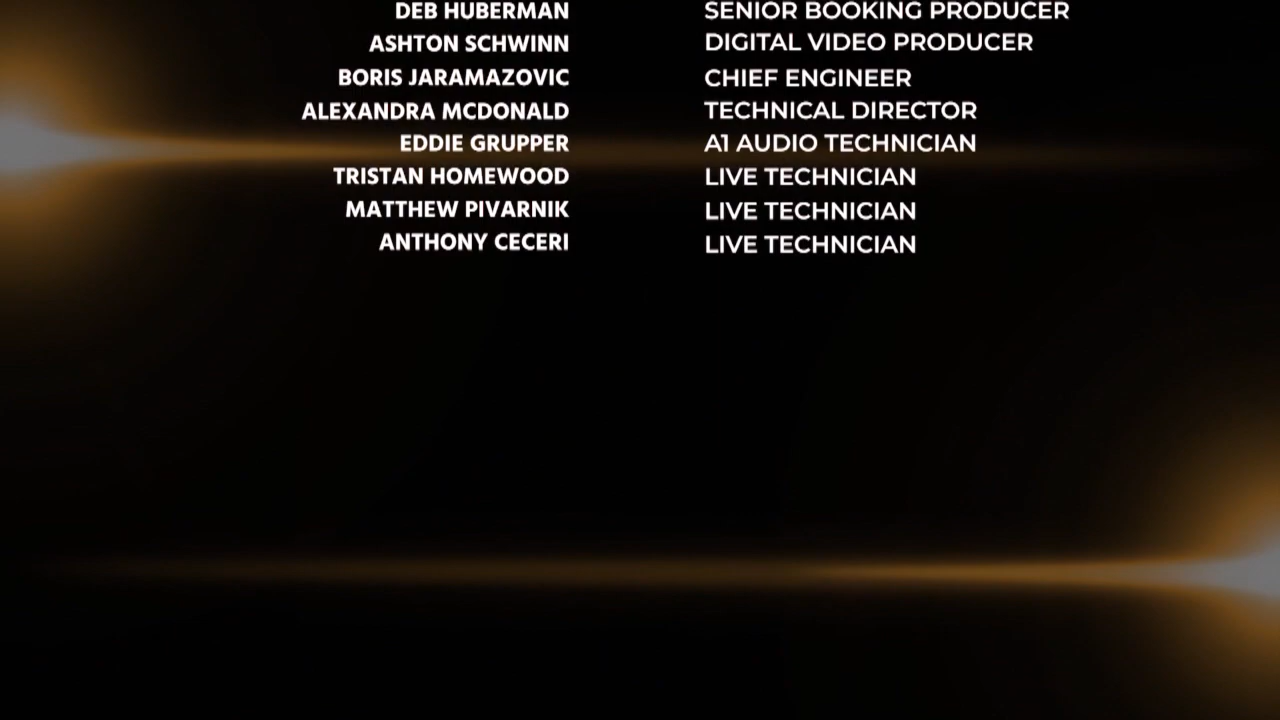 DEB HUBERMAN SENIOR BOOKING PRODUCER
ASHTON SCHWINN DIGITAL VIDEO PRODUCER
BORIS JARAMAZOVIC CHIEF ENGINEER
ALEXANDRA MCDONALD TECHNICAL DIRECTOR
EDDIE GRUPPER A1 AUDIO TECHNICIAN
TRISTAN HOMEWOOD LIVE TECHNICIAN
MATTHEW PIVARNIK LIVE TECHNICIAN
ANTHONY CECERI LIVE TECHNICIAN